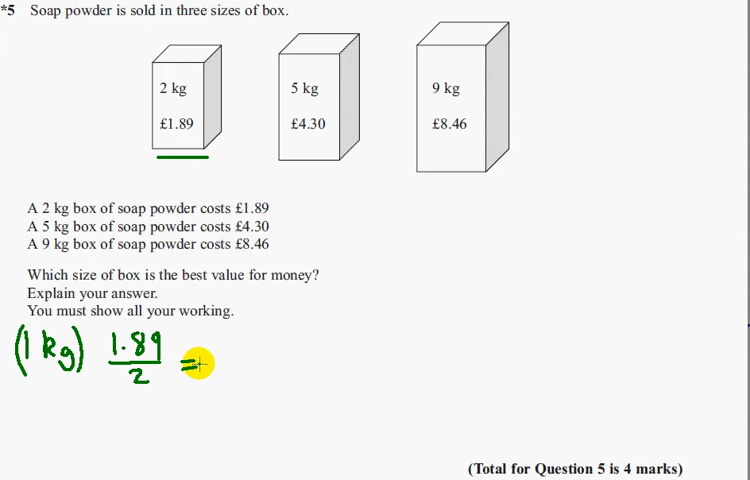 *5 Soap powder is sold in three sizes of box.
2 kg
£1.89
5 kg
£4.30
9 kg
£8.46
A 2 kg box of soap powder costs £1.89
A 5 kg box of soap powder costs £4.30
A 9 kg box of soap powder costs £8.46
Which size of box is the best value for money?
Explain your answer.
You must show all your working.
(1 kg) 1.89/2 =
(Total for Question 5 is 4 marks)